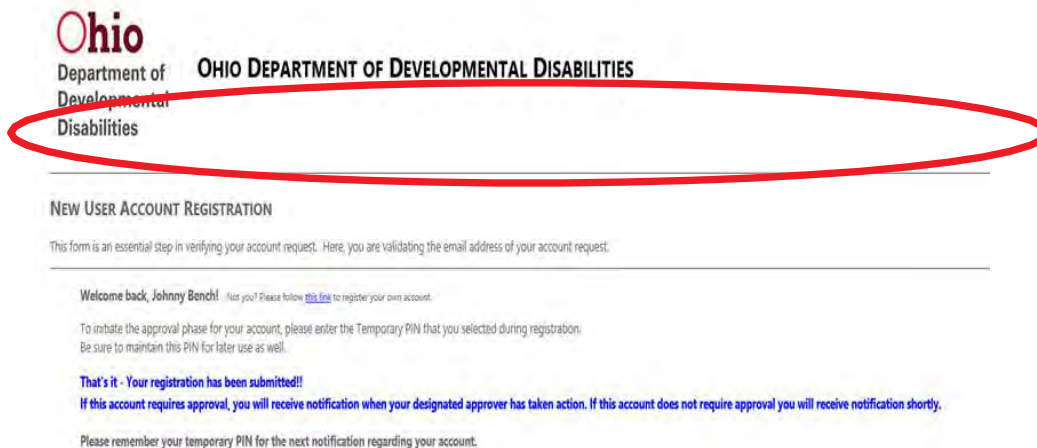 Ohio
Department of
Developmental
Disabilities
OHIO DEPARTMENT OF DEVELOPMENTAL DISABILITIES
NEW USER ACCOUNT REGISTRATION
This form is an essential step in verifying your account request. Here, you are validating the email address of your account request.
Welcome back, Johnny Bench! Not you? Please follow this link to register your own account.
To initiate the approval phase for your account, please enter the Temporary PIN that you selected during registration.
Be sure to maintain this PIN for later use as well.
That's it - Your registration has been submitted!!
If this account requires approval, you will receive notification when your designated approver has taken action. If this account does not require approval you will receive notification shortly.
Please remember your temporary PIN for the next notification regarding your account.